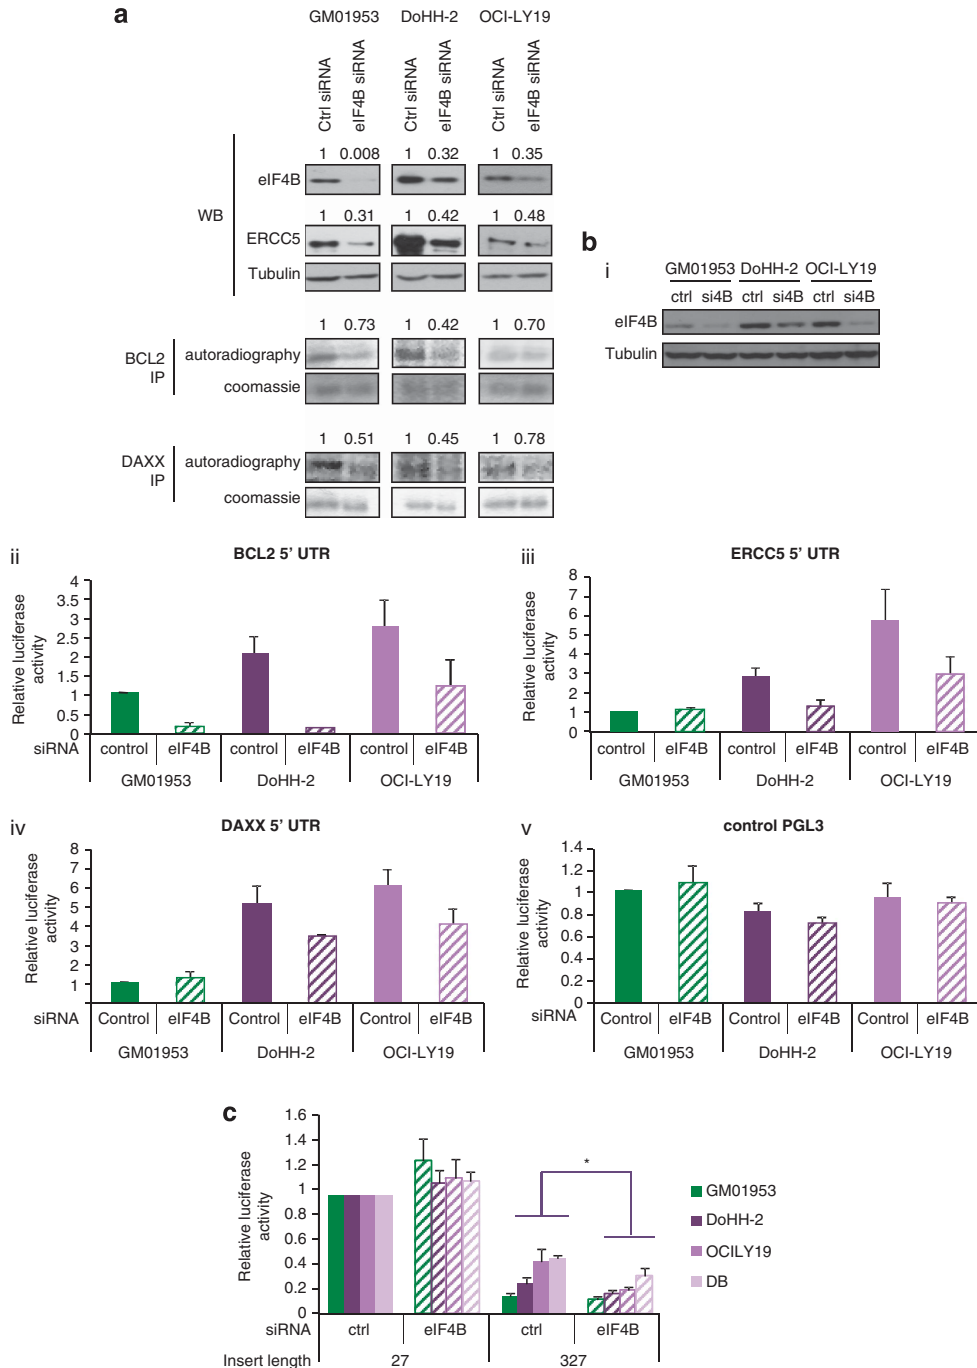 a
GM01953 DoHH-2 OCI-LY19
Ctrl siRNA eIF4B siRNA Ctrl siRNA eIF4B siRNA Ctrl siRNA eIF4B siRNA
1 0.008 1 0.32 1 0.35
eIF4B
WB
1 0.31 1 0.42 1 0.48
ERCC5
Tubulin
1 0.73 1 0.42 1 0.70
BCL2 IP
autoradiography
coomassie
1 0.51 1 0.45 1 0.78
DAXX IP
autoradiography
coomassie
b
i
GM01953 DoHH-2 OCI-LY19
ctrl si4B ctrl si4B ctrl si4B
eIF4B
Tubulin
ii
BCL2 5' UTR
Relative luciferase activity
4
3.5
3
2.5
2
1.5
1
0.5
0
siRNA control eIF4B control eIF4B control eIF4B
GM01953 DoHH-2 OCI-LY19
iii
ERCC5 5' UTR
Relative luciferase activity
8
7
6
5
4
3
2
1
0
control eIF4B control eIF4B control eIF4B
GM01953 DoHH-2 OCI-LY19
iv
DAXX 5' UTR
Relative luciferase activity
8
7
6
5
4
3
2
1
siRNA Control eIF4B Control eIF4B Control eIF4B
GM01953 DoHH-2 OCI-LY19
v
control PGL3
Relative luciferase activity
1.4
1.2
1
0.8
0.6
0.4
0.2
0
siRNA Control eIF4B Control eIF4B Control eIF4B
GM01953 DoHH-2 OCI-LY19
c
Relative luciferase activity
1.6
1.4
1.2
1
0.8
0.6
0.4
0.2
0
*
GM01953
DoHH-2
OCILY19
DB
siRNA ctrl eIF4B ctrl eIF4B
Insert length 27 327